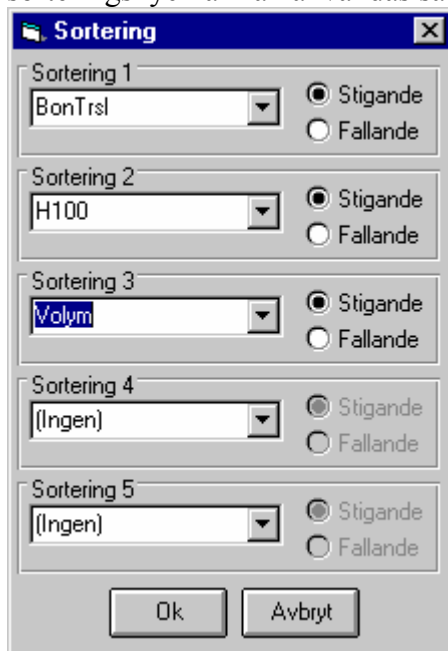 Sortering
Sortering 1
BonTrsl
Stigande
Fallande
Sortering 2
H100
Stigande
Fallande
Sortering 3
Volym
Stigande
Fallande
Sortering 4
(Ingen)
Stigande
Fallande
Sortering 5
(Ingen)
Stigande
Fallande
Ok Avbryt